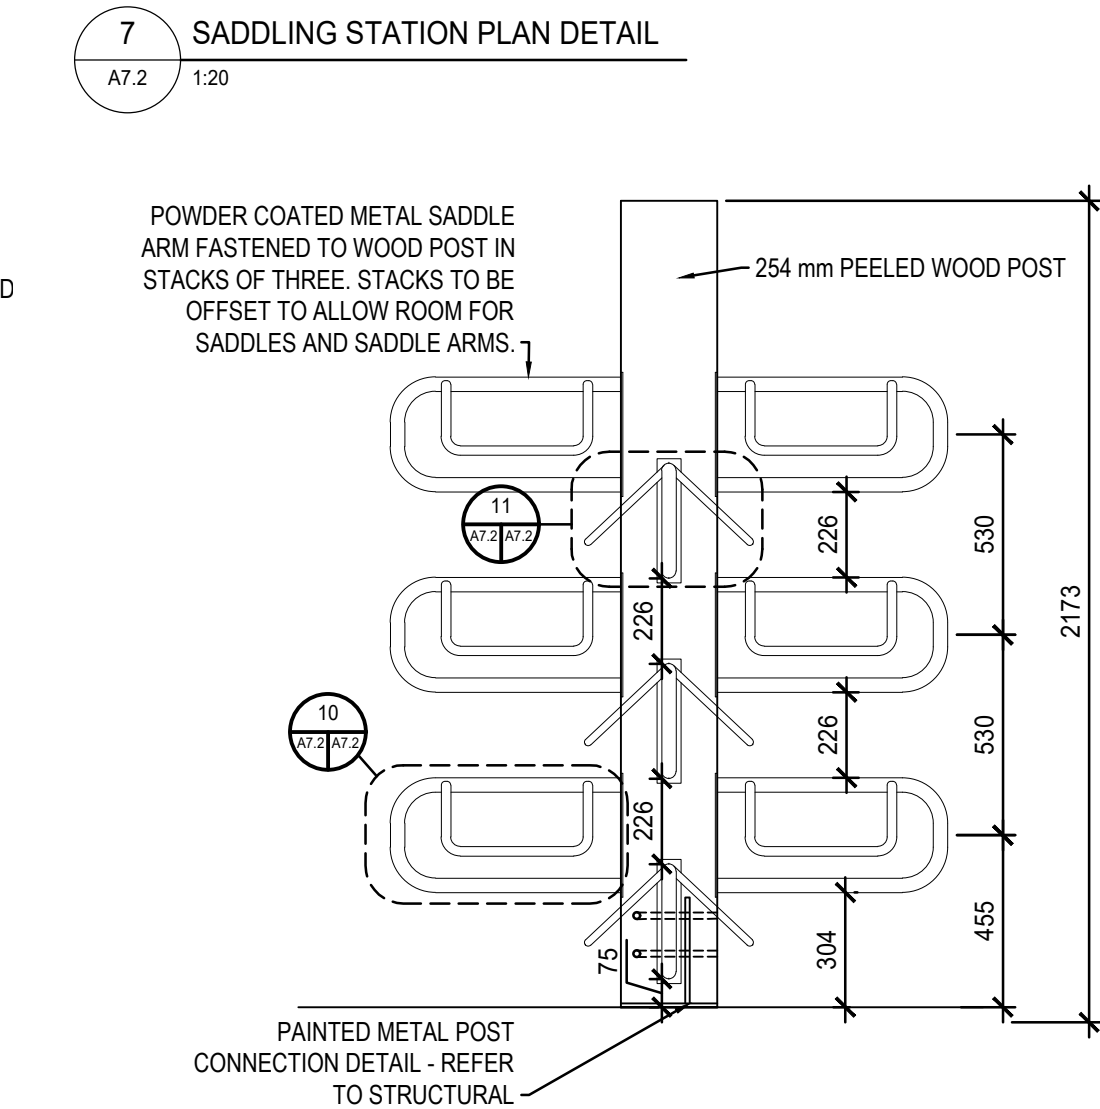 7
SADDLING STATION PLAN DETAIL
A7.2
1:20
POWDER COATED METAL SADDLE
ARM FASTENED TO WOOD POST IN
STACKS OF THREE. STACKS TO BE
OFFSET TO ALLOW ROOM FOR
SADDLES AND SADDLE ARMS.
254 mm PEELED WOOD POST
D
11
A7.2 A7.2
226
530
226
2173
10
A7.2 A7.2
226
530
226
75
304
455
PAINTED METAL POST
CONNECTION DETAIL - REFER
TO STRUCTURAL